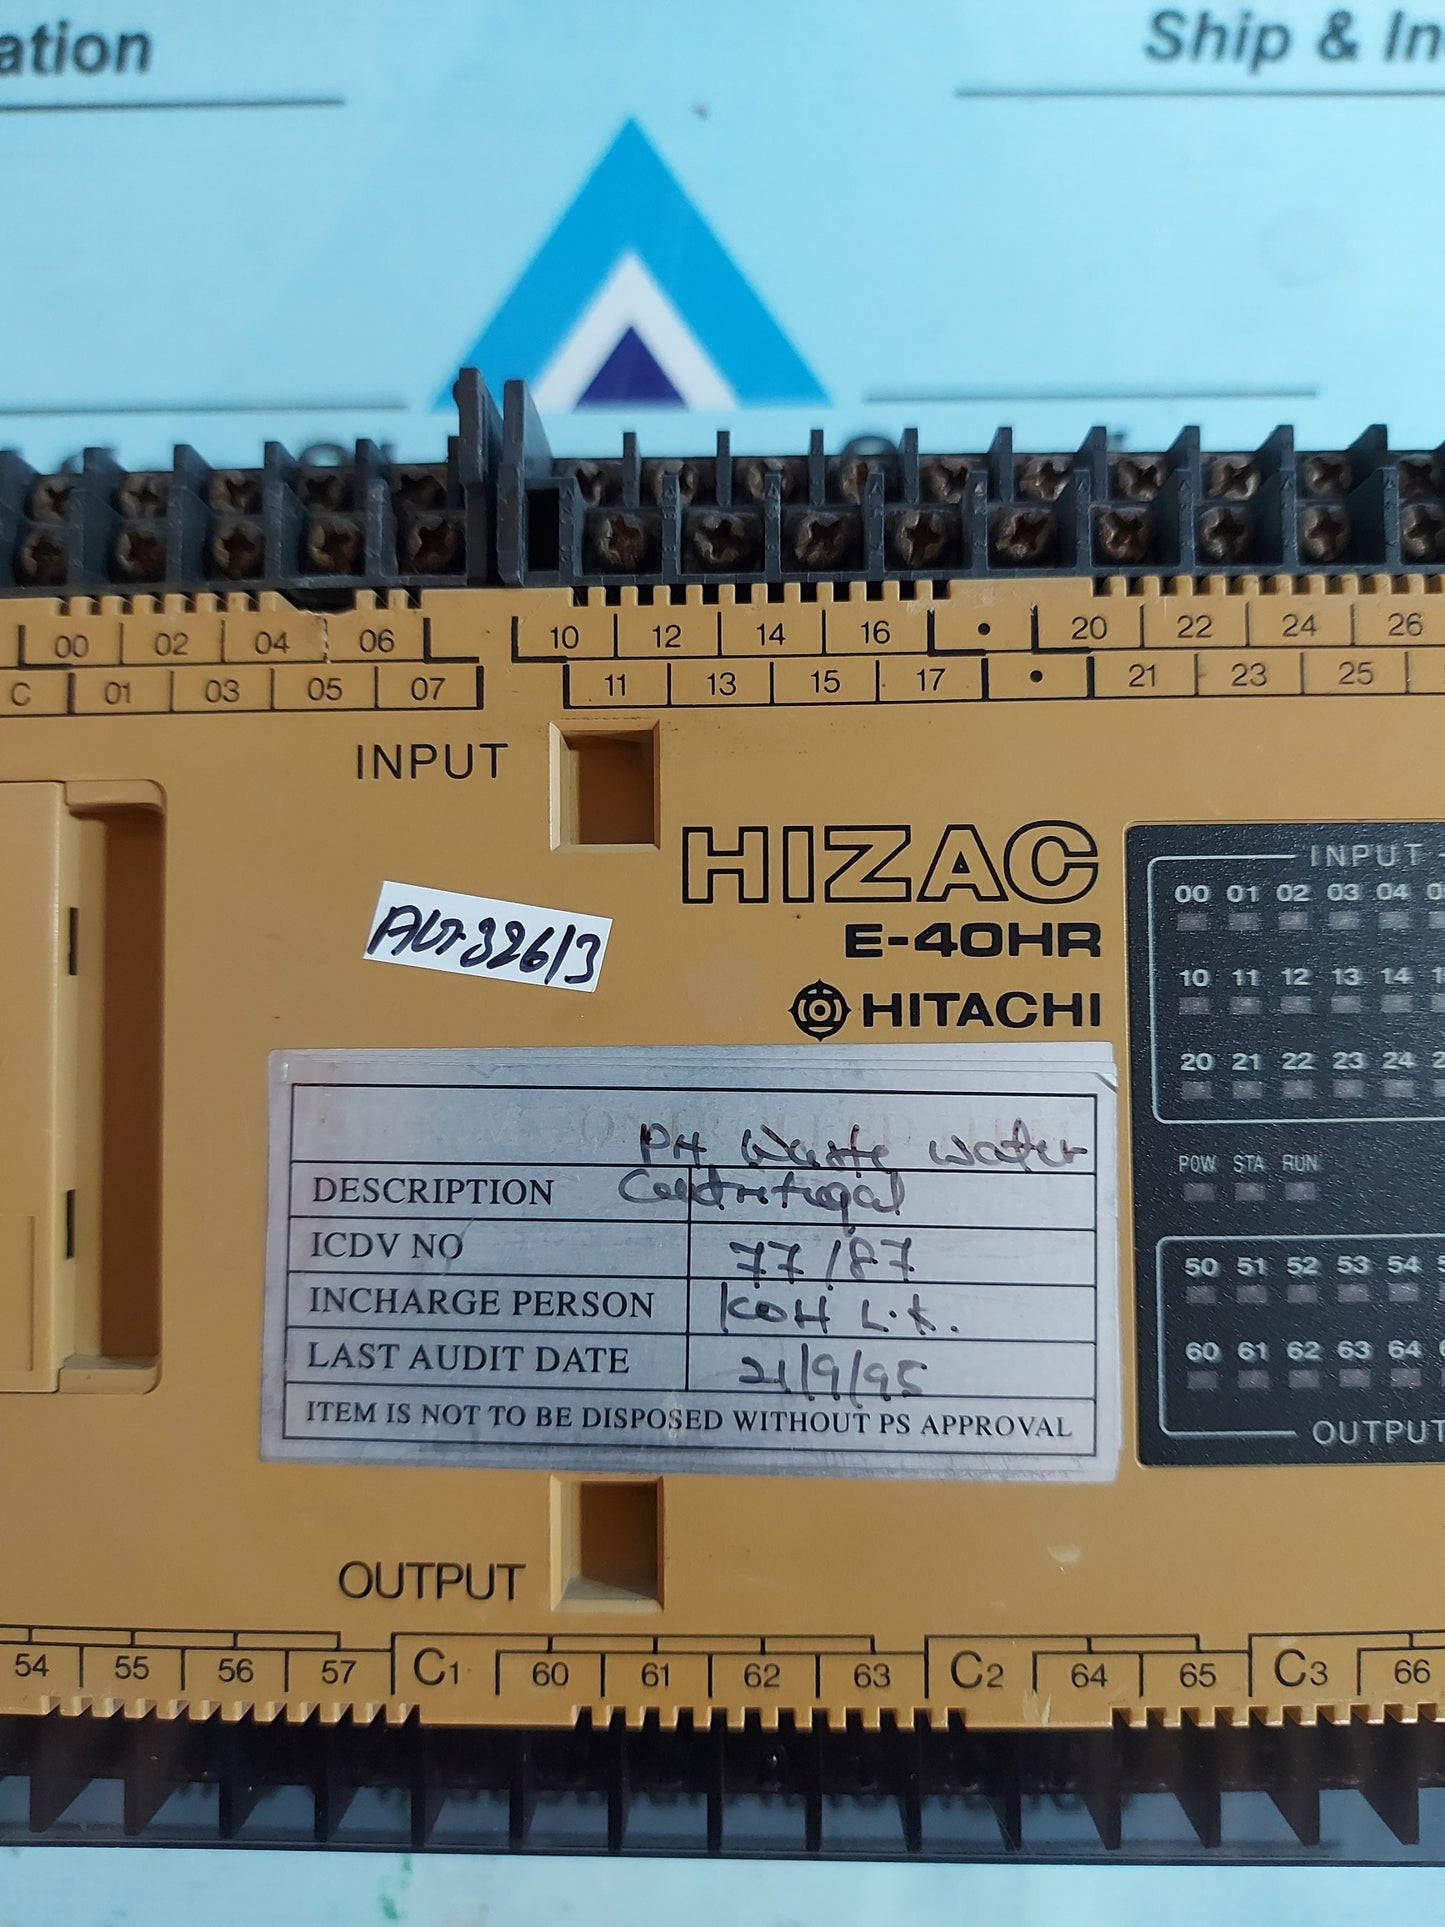 ation
Ship & In
00 02 04 06 10 12 14 16 • 20 22 24 26
C 01 03 05 07 11 13 15 17 • 21 23 25
INPUT
HIZAC
E-40HR
HITACHI
INPUT
00 01 02 03 04
10 11 12 13 14
20 21 22 23 24
POW STA RUN
50 51 52 53 54
60 61 62 63 64
OUTPUT
PH Waste water
DESCRIPTION Centrifugal
ICDV NO 77/87
INCHARGE PERSON KOH L.K.
LAST AUDIT DATE 21/9/95
ITEM IS NOT TO BE DISPOSED WITHOUT PS APPROVAL
OUTPUT
54 55 56 57 C1 60 61 62 63 C2 64 65 C3 66